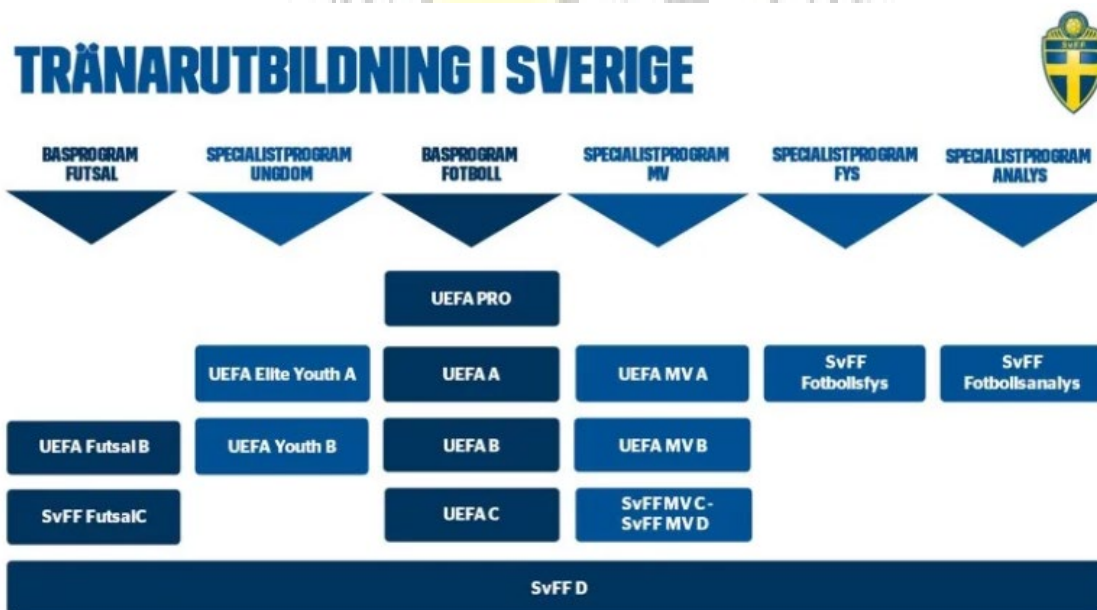 TRÄNARUTBILDNING I SVERIGE
SvFF
BASPROGRAM
FUTSAL
SPECIALISTPROGRAM
UNGDOM
BASPROGRAM
FOTBOLL
SPECIALISTPROGRAM
MV
SPECIALISTPROGRAM
FYS
SPECIALISTPROGRAM
ANALYS
UEFA PRO
UEFA Elite Youth A
UEFA A
UEFA MV A
SvFF
Fotbollsfys
SvFF
Fotbollsanalys
UEFA Futsal B
UEFA Youth B
UEFA B
UEFA MV B
SvFF FutsalC
UEFA C
SvFF MV C-
SvFF MV D
SvFF D